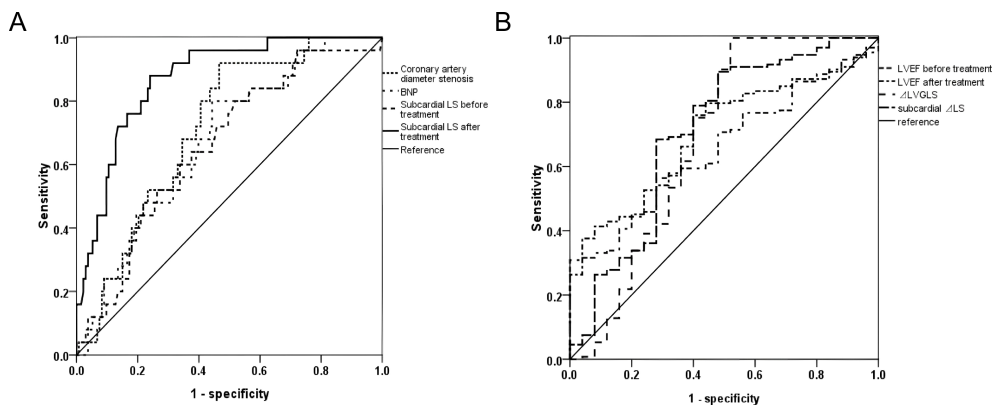 A
1.0
0.8
0.6
0.4
0.2
0.0
Sensitivity
0.0 0.2 0.4 0.6 0.8 1.0
1 - specificity
Coronary artery
diameter stenosis
BNP
Subcardial LS before
treatment
Subcardial LS after
treatment
Reference
B
1.0
0.8
0.6
0.4
0.2
0.0
Sensitivity
0.0 0.2 0.4 0.6 0.8 1.0
1 - specificity
LVEF before treatment
LVEF after treatment
⊿LVGLS
subcardial ⊿LS
reference